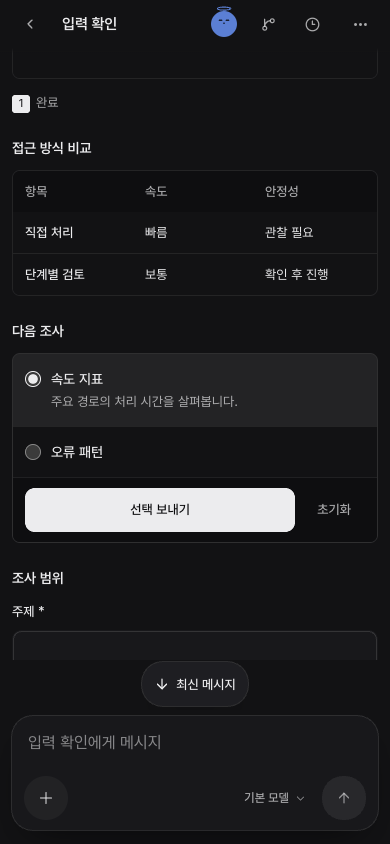 입력 확인
1 완료
접근 방식 비교
항목 속도 안정성
직접 처리 빠름 관찰 필요
단계별 검토 보통 확인 후 진행
다음 조사
속도 지표
주요 경로의 처리 시간을 살펴봅니다.
오류 패턴
선택 보내기 초기화
조사 범위
주제 *
최신 메시지
입력 확인에게 메시지
기본 모델